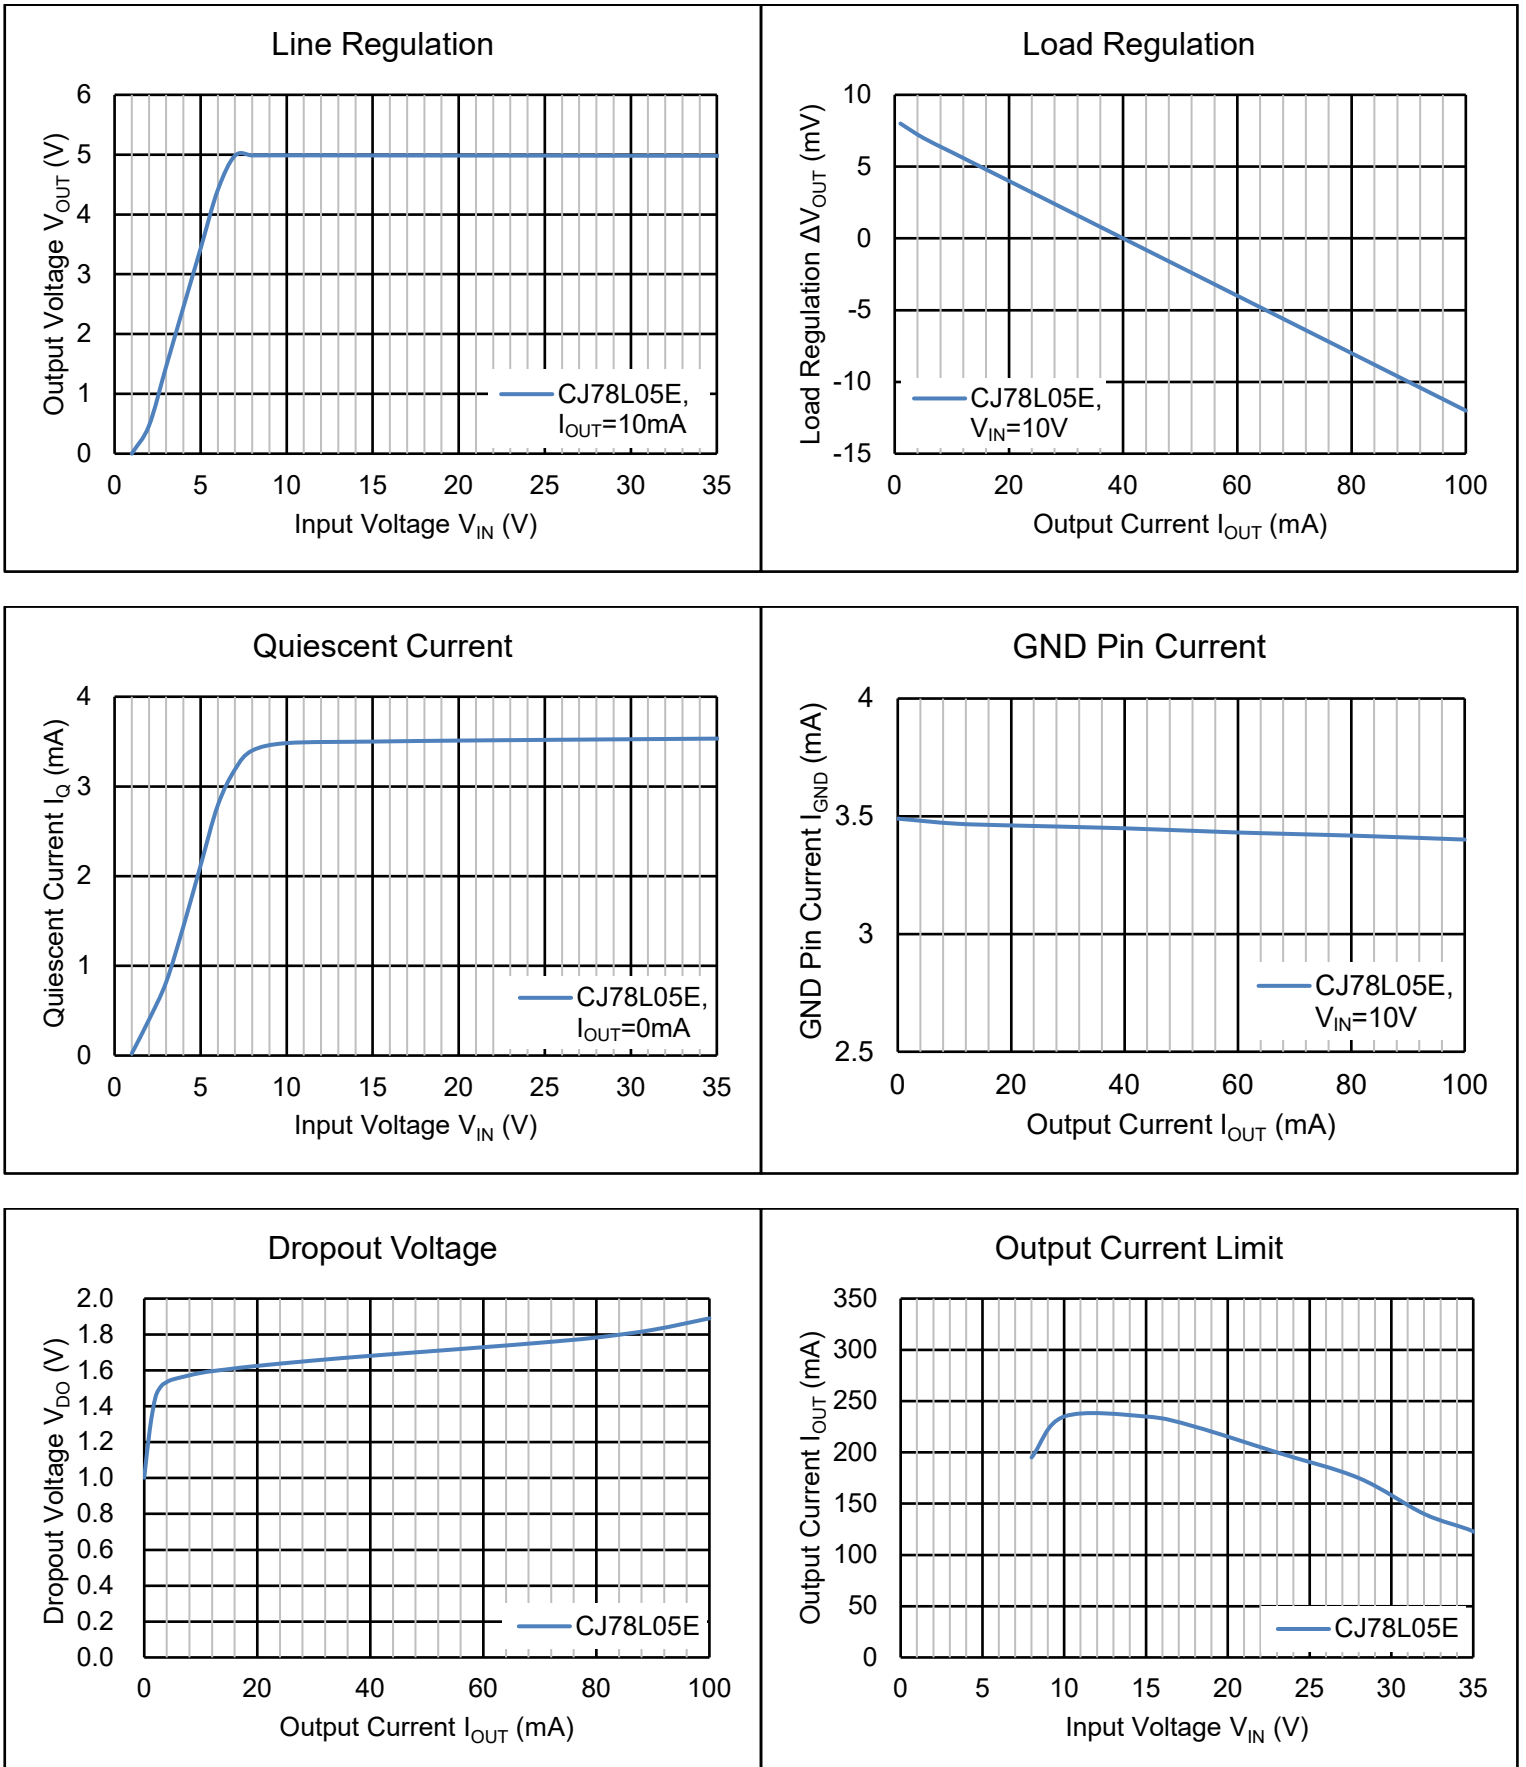 Line Regulation
Output Voltage VOUT (V)
6
5
4
3
2
1
0
0 5 10 15 20 25 30 35
Input Voltage VIN (V)
CJ78L05E,
IOUT=10mA
Load Regulation
Load Regulation ΔVOUT (mV)
10
5
0
-5
-10
-15
0 20 40 60 80 100
Output Current IOUT (mA)
CJ78L05E,
VIN=10V
Quiescent Current
Quiescent Current IQ (mA)
4
3
2
1
0
0 5 10 15 20 25 30 35
Input Voltage VIN (V)
CJ78L05E,
IOUT=0mA
GND Pin Current
GND Pin Current IGND (mA)
4
3.5
3
2.5
0 20 40 60 80 100
Output Current IOUT (mA)
CJ78L05E,
VIN=10V
Dropout Voltage
Dropout Voltage VDO (V)
2.0
1.8
1.6
1.4
1.2
1.0
0.8
0.6
0.4
0.2
0.0
0 20 40 60 80 100
Output Current IOUT (mA)
CJ78L05E
Output Current Limit
Output Current IOUT (mA)
350
300
250
200
150
100
50
0
0 5 10 15 20 25 30 35
Input Voltage VIN (V)
CJ78L05E